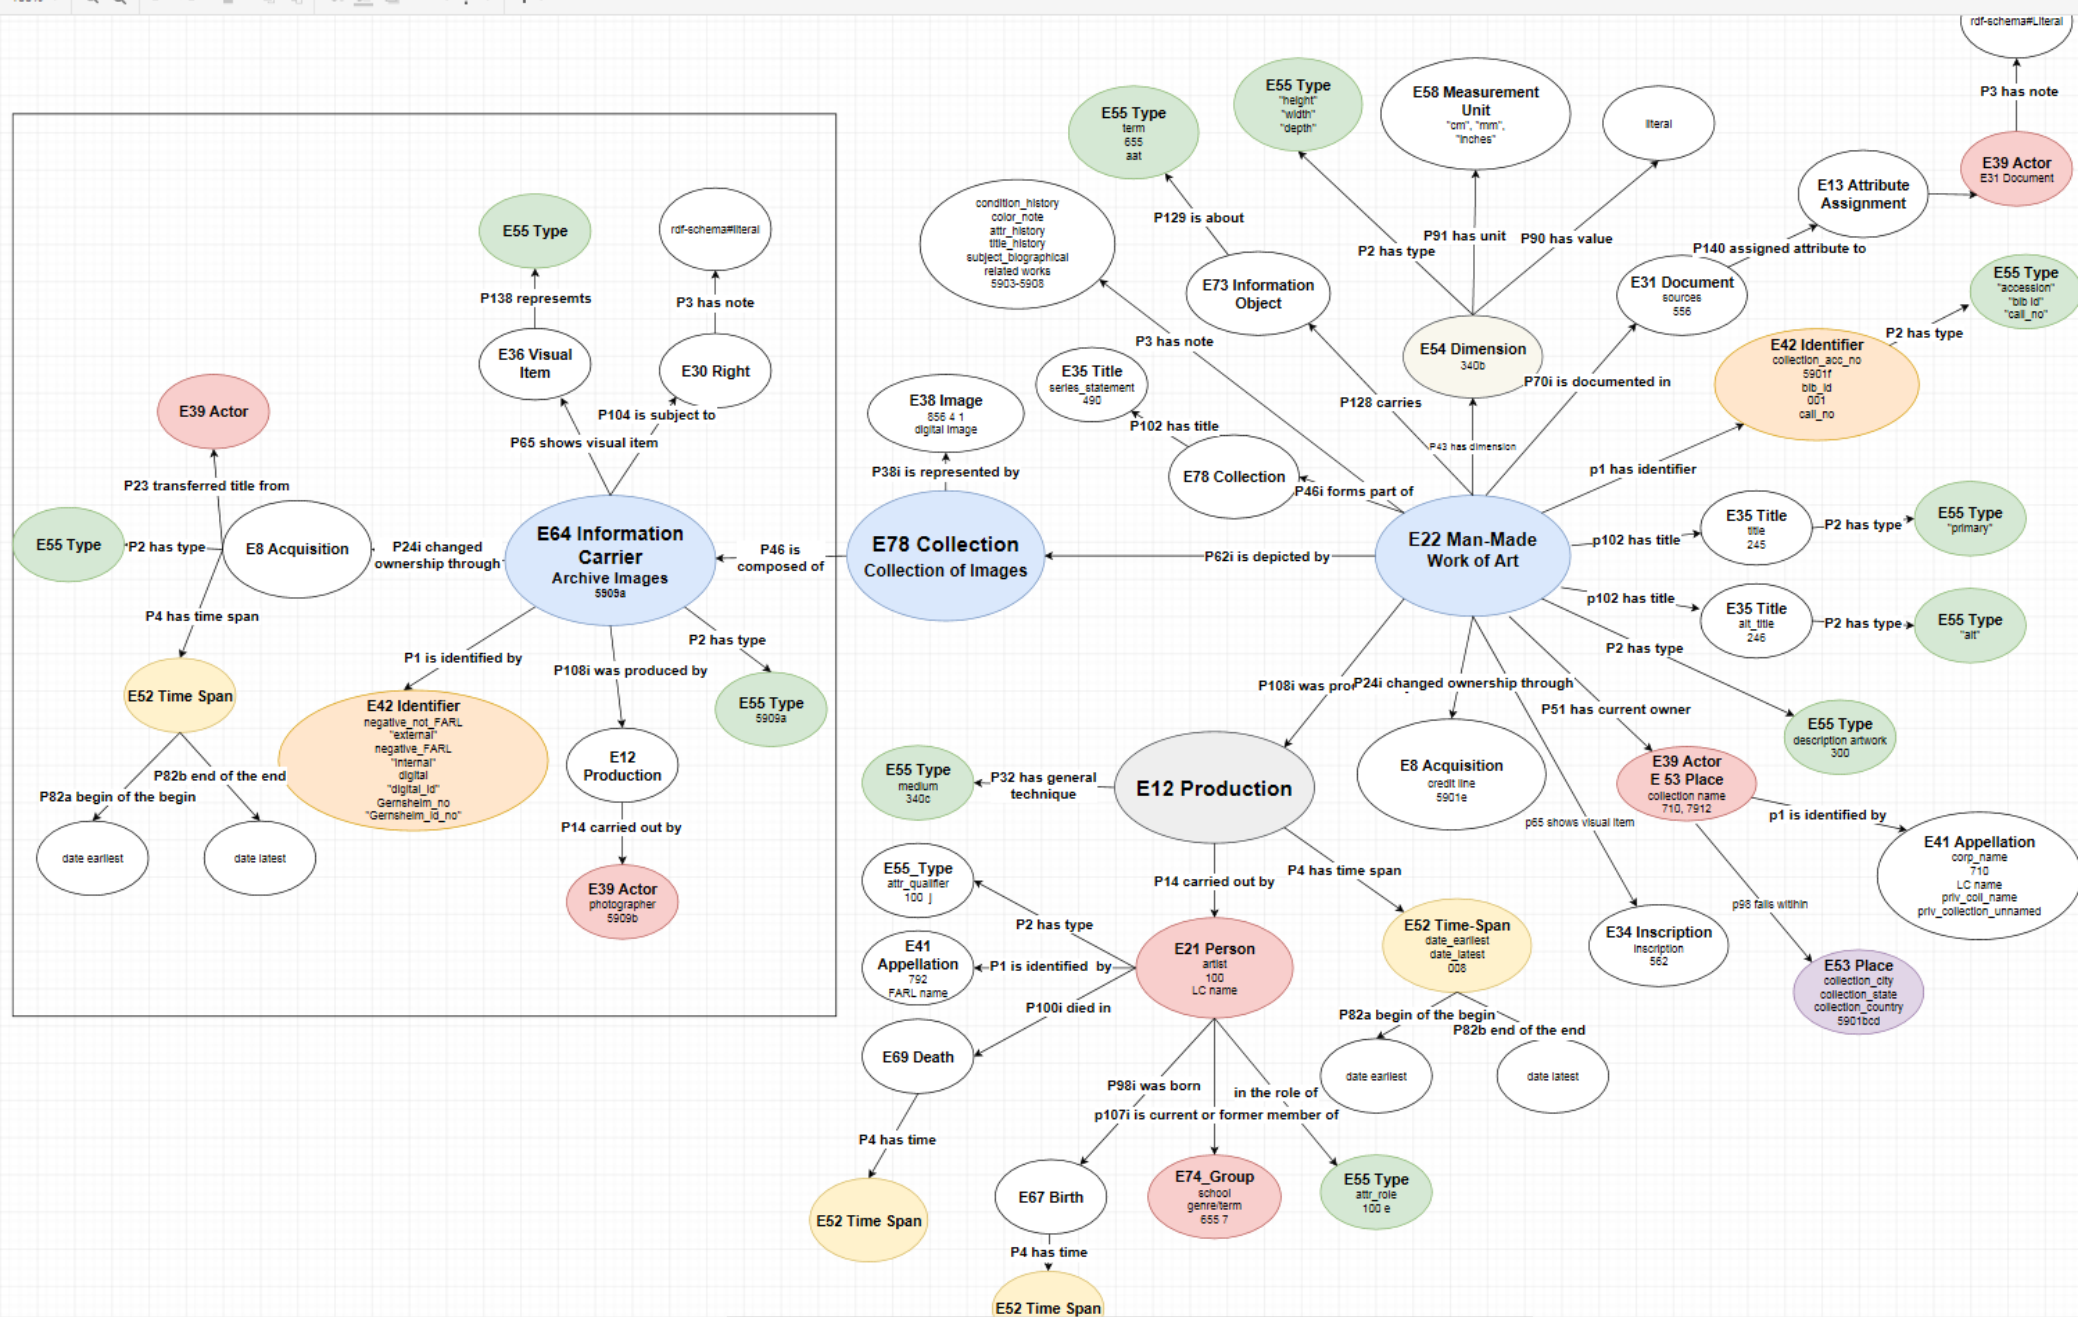 rdf-schema#Literal
P3 has note
E39 Actor
E31 Document
E13 Attribute
Assignment
P140 assigned attribute to
E31 Document
sources
556
P70i is documented in
E55 Type
"accession"
"bib id"
"call_no"
P2 has type
E42 Identifier
collection_acc_no
5901f
bib_id
001
call_no
p1 has identifier
E55 Type
term
655
aat
P129 is about
E73 Information
Object
P128 carries
E55 Type
"height"
"width"
"depth"
P2 has type
E58 Measurement
Unit
"cm", "mm",
"inches"
P91 has unit
literal
P90 has value
E54 Dimension
340b
P43 has dimension
condition_history
color_note
attr_history
title_history
subject_biographical
related works
5903-5908
P3 has note
E35 Title
series_statement
490
P102 has title
E78 Collection
P46i forms part of
E38 Image
856 4 1
digital image
P38i is represented by
E78 Collection
Collection of Images
P62i is depicted by
E22 Man-Made
Work of Art
p102 has title
E35 Title
title
245
P2 has type
E55 Type
"primary"
p102 has title
E35 Title
alt_title
246
P2 has type
E55 Type
"alt"
P2 has type
E55 Type
description artwork
300
P51 has current owner
E39 Actor
E 53 Place
collection name
710, 7912
p1 is identified by
E41 Appellation
corp_name
710
LC name
priv_coll_name
priv_collection_unnamed
p98 falls witihin
E53 Place
collection_city
collection_state
collection_country
5901bcd
p65 shows visual item
E34 Inscription
inscription
562
P24i changed ownership through
E8 Acquisition
credit line
5901e
P108i was pro
E12 Production
P32 has general
technique
E55 Type
medium
340c
P4 has time span
E52 Time-Span
date_earliest
date_latest
008
P82a begin of the begin
P82b end of the end
date earliest
date latest
P14 carried out by
E21 Person
artist
100
LC name
P2 has type
E55_Type
attr_qualifier
100 j
P1 is identified by
E41
Appellation
792
FARL name
P100i died in
E69 Death
P4 has time
E52 Time Span
P98i was born
E67 Birth
P4 has time
E52 Time Span
p107i is current or former member of
E74_Group
school
genre/term
655 7
in the role of
E55 Type
attr_role
100 e
P46 is
composed of
E64 Information
Carrier
Archive Images
5909a
P65 shows visual item
E36 Visual
Item
P138 represemts
E55 Type
P104 is subject to
E30 Right
P3 has note
rdf-schema#literal
P24i changed
ownership through
E8 Acquisition
P23 transferred title from
E39 Actor
P2 has type
E55 Type
P4 has time span
E52 Time Span
P82a begin of the begin
P82b end of the end
date earliest
date latest
P1 is identified by
E42 Identifier
negative_not_FARL
"external"
negative_FARL
"internal"
digital
"digital_id"
Gernsheim_no
"Gernsheim_id_no"
P108i was produced by
E12
Production
P14 carried out by
E39 Actor
photographer
5909b
P2 has type
E55 Type
5909a